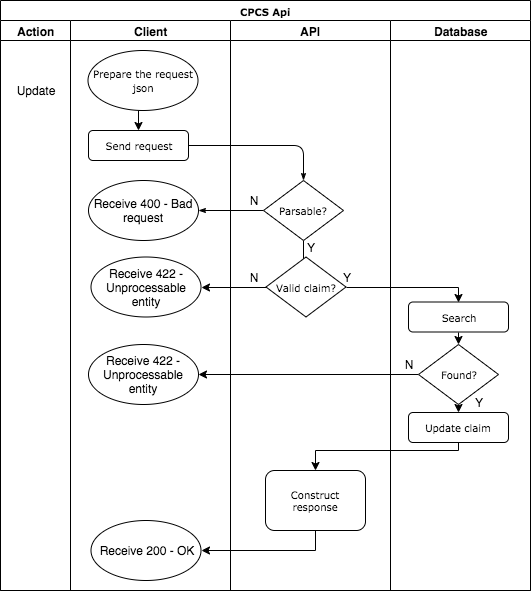 CPCS Api
Action
Client
API
Database
Update
Prepare the request
json
Send request
Parsable?
N
Receive 400 - Bad
request
Y
Valid claim?
N
Y
Receive 422 -
Unprocessable
entity
Search
Found?
N
Receive 422 -
Unprocessable
entity
Y
Update claim
Construct
response
Receive 200 - OK